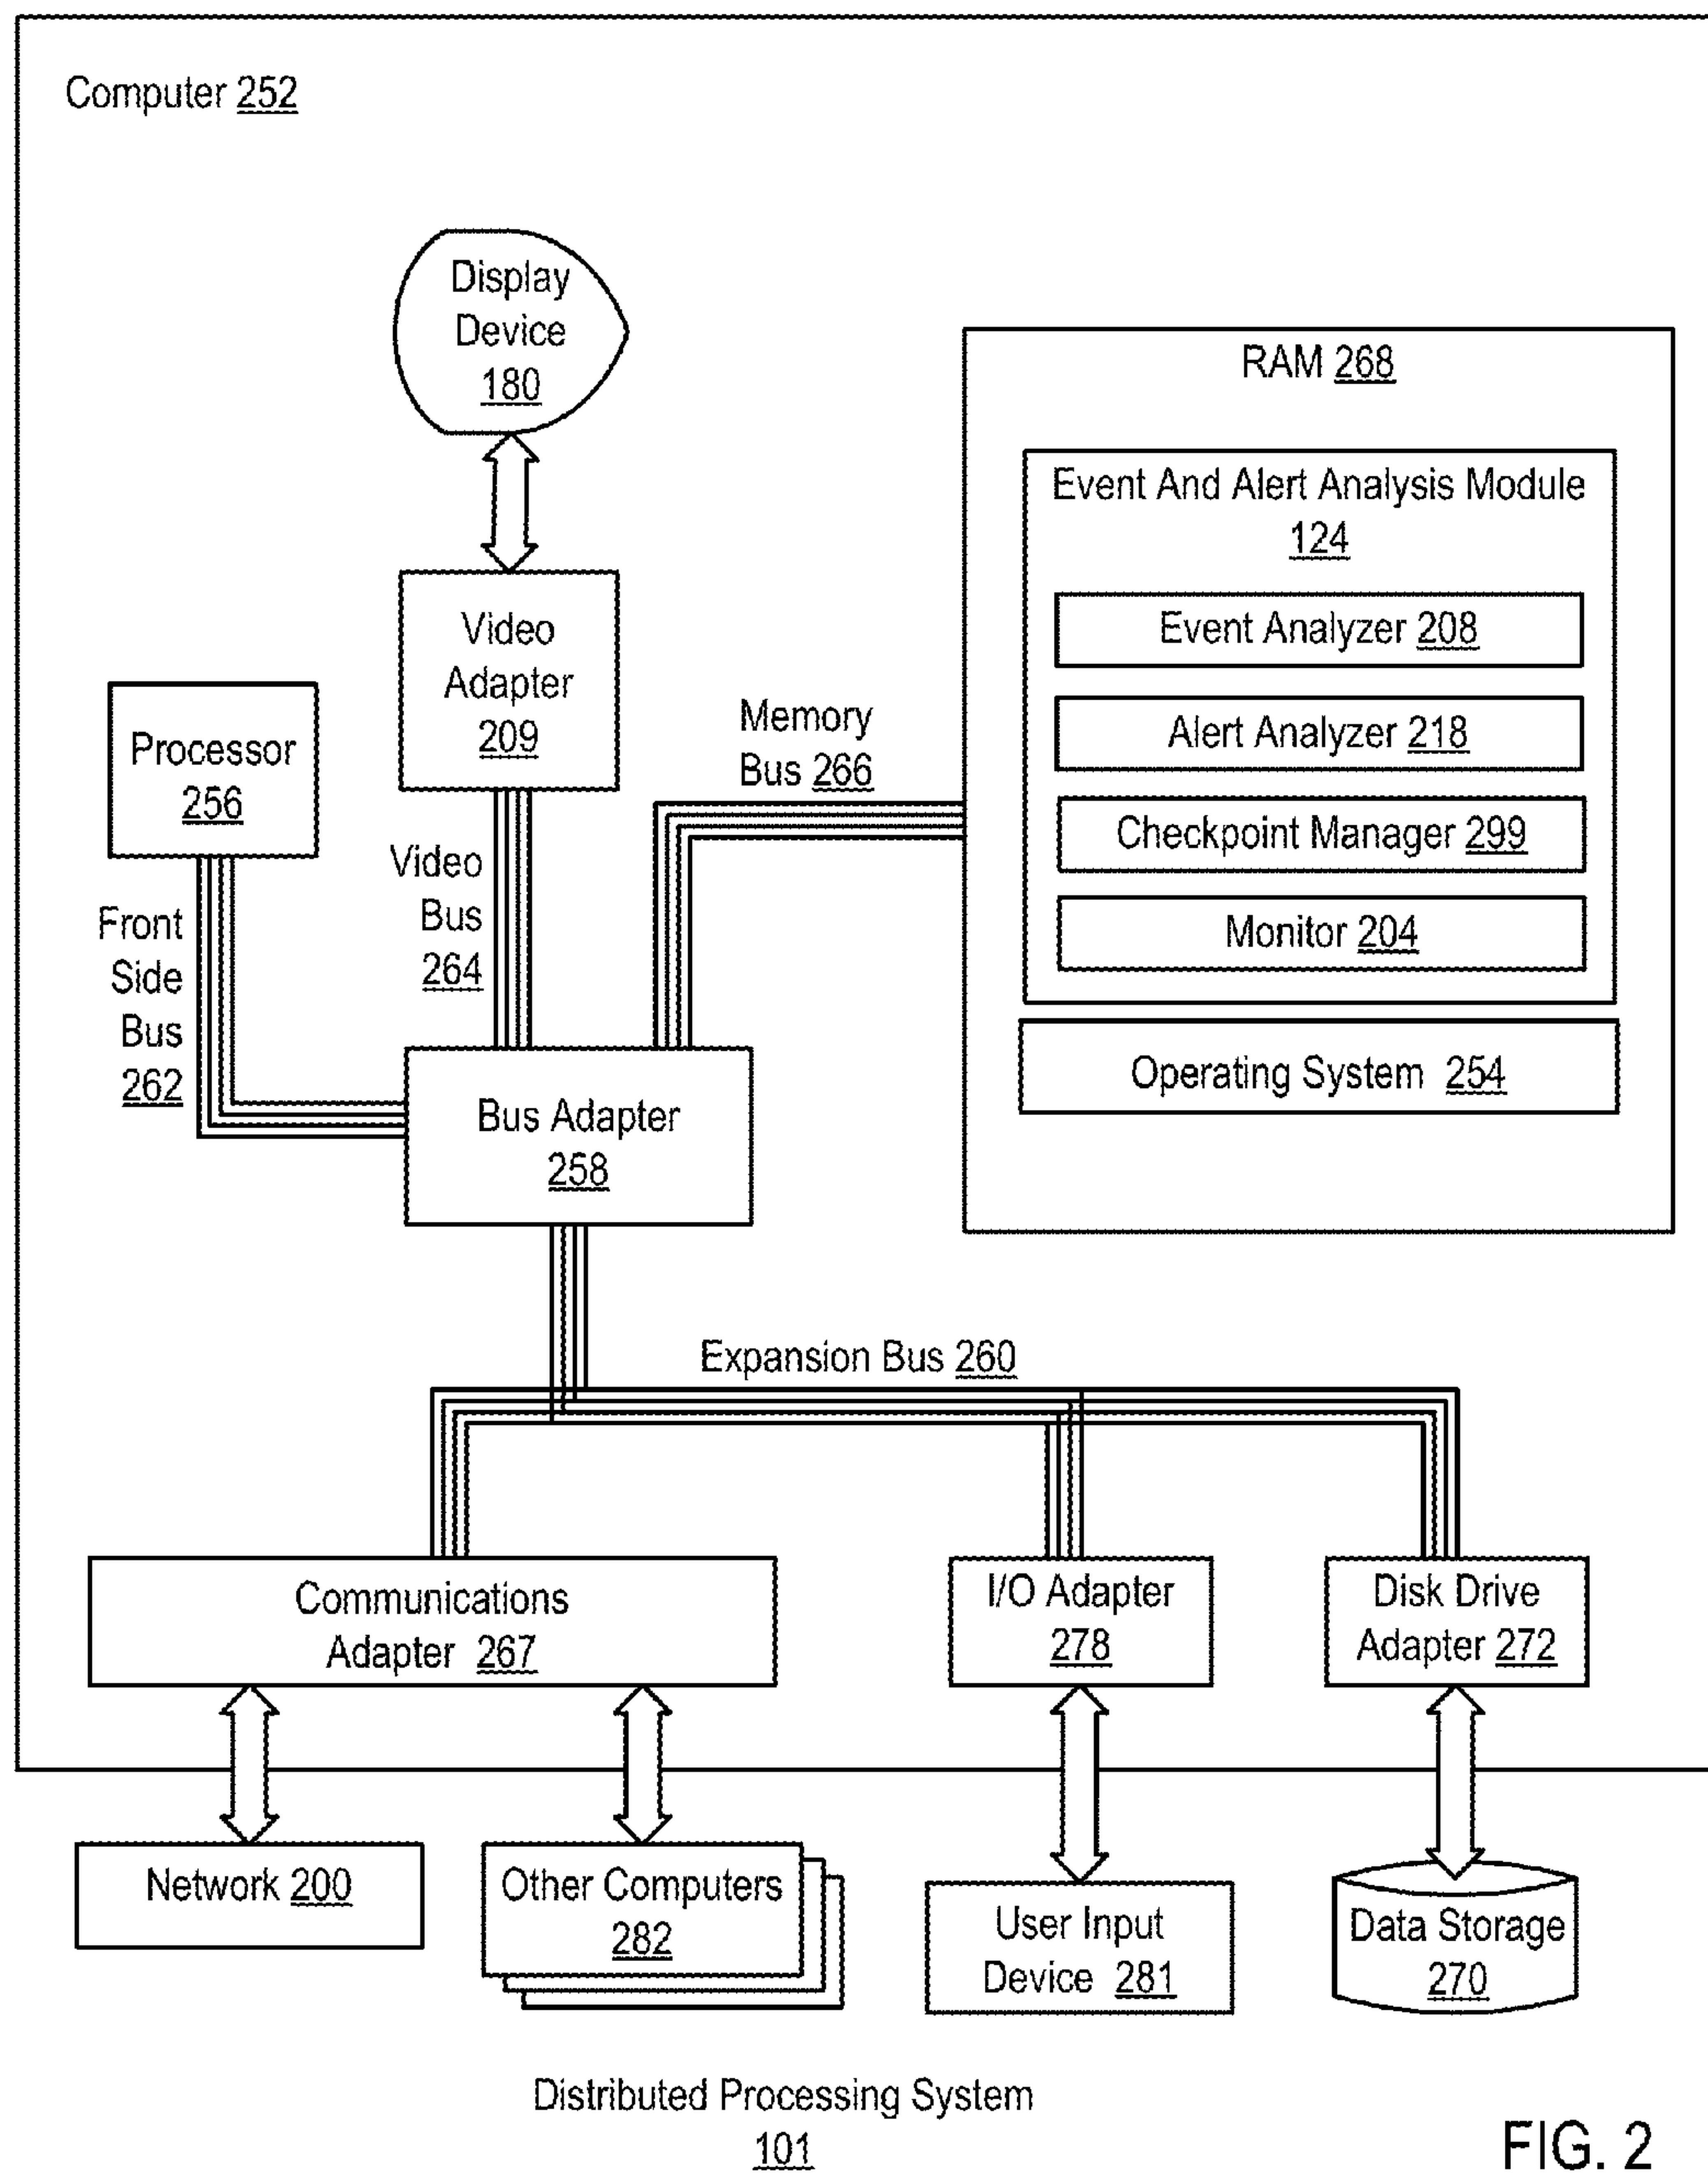 Computer 252
Display
Device
180
RAM 268
Event And Alert Analysis Module
124
Event Analyzer 208
Alert Analyzer 218
Checkpoint Manager 299
Monitor 204
Operating System 254
Video
Adapter
209
Processor
256
Memory
Bus 266
Video
Bus
264
Front
Side
Bus
262
Bus Adapter
258
Expansion Bus 260
Communications
Adapter 267
I/O Adapter
278
Disk Drive
Adapter 272
Network 200
Other Computers
282
User Input
Device 281
Data Storage
270
Distributed Processing System
101
FIG. 2